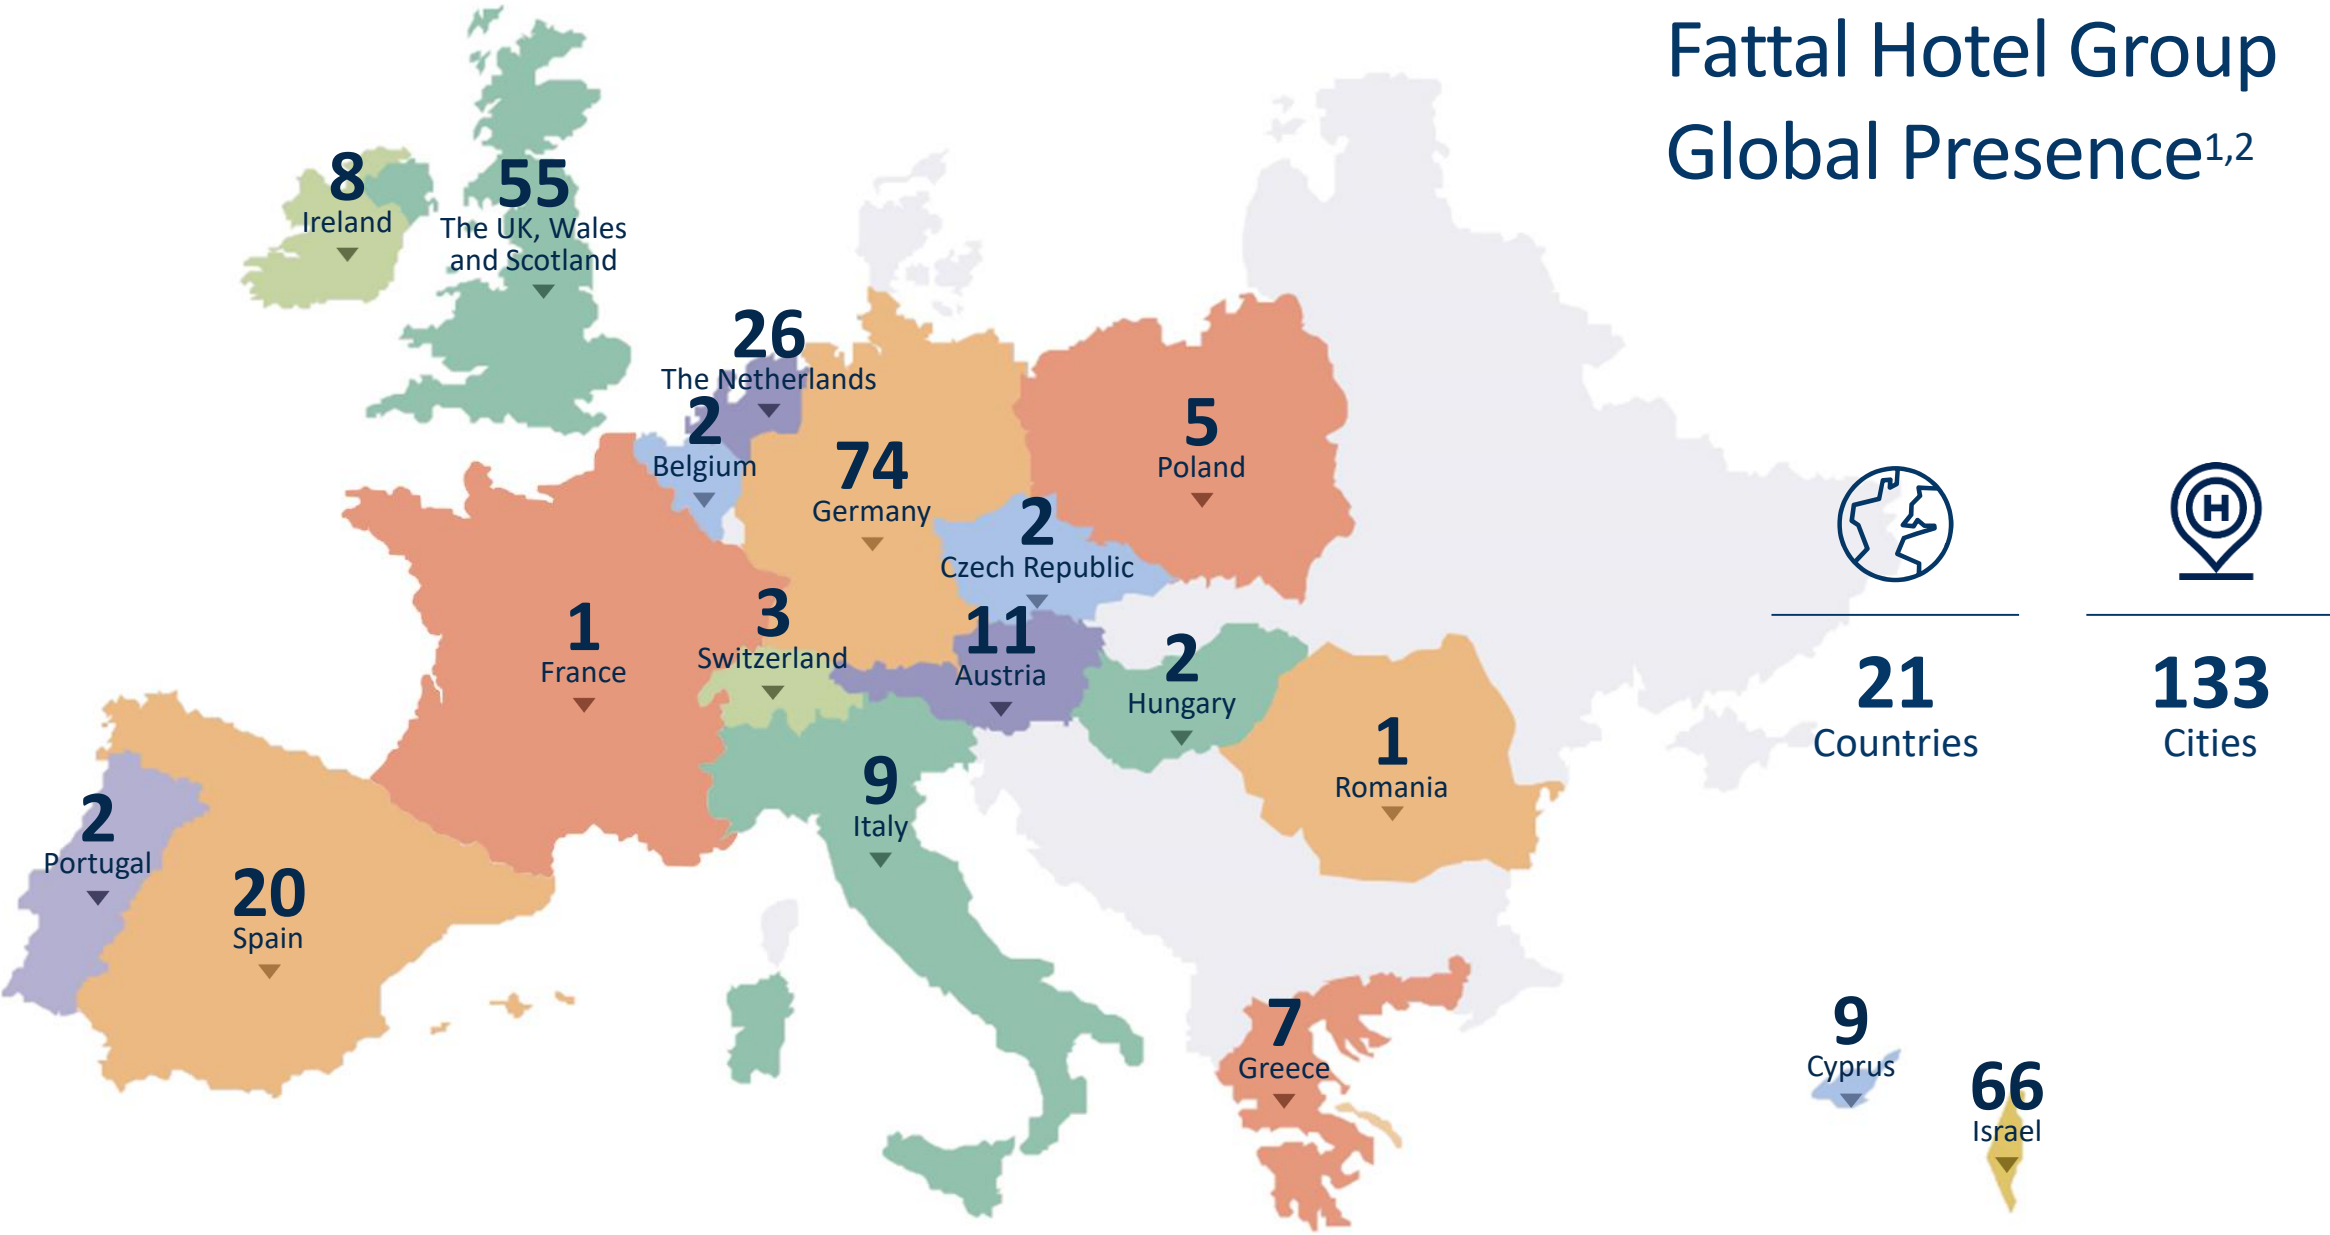 Fattal Hotel Group
Global Presence1,2
8
Ireland
55
The UK, Wales
and Scotland
26
The Netherlands
2
Belgium
74
Germany
5
Poland
2
Czech Republic
1
France
3
Switzerland
11
Austria
2
Hungary
1
Romania
9
Italy
2
Portugal
20
Spain
7
Greece
9
Cyprus
66
Israel
H
21
Countries
133
Cities